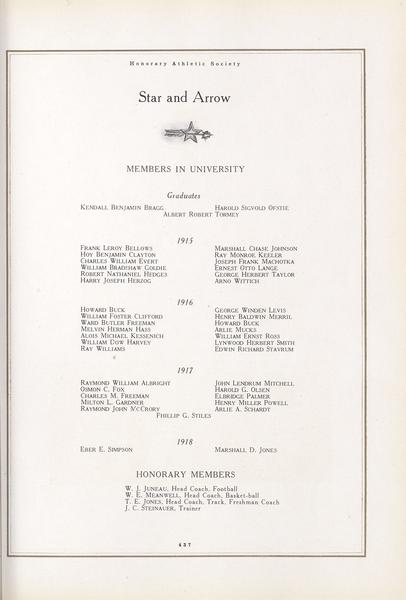 Honorary Athletic Society
Star and Arrow
MEMBERS IN UNIVERSITY
Graduates
KENDALL BENJAMIN BRAGG HAROLD SIGVOLD OFSTIE
ALBERT ROBERT TORMEY
1915
FRANK LEROY BELLOWS MARSHALL CHASE JOHNSON
HOY BENJAMIN CLAYTON RAY MONROE KEELER
CHARLES WILLIAM EVERT JOSEPH FRANK MACHOTKA
WILLIAM BRADSHAW GOLDIE ERNEST OTTO LANGE
ROBERT NATHANIEL HEDGES GEORGE HERBERT TAYLOR
HARRY JOSEPH HERZOG ARNO WITTICH
1916
HOWARD BUCK GEORGE WINDEN LEVIS
WILLIAM FOSTER CLIFFORD HENRY BALDWIN MERRIL
WARD BUTLER FREEMAN HOWARD BUCK
MELVIN HERMAN HASS ARLIE MUCKS
ALOIS MICHAEL KESSENICH WILLIAM ERNST ROSS
WILLIAM DOW HARVEY LYNWOOD HERBERT SMITH
RAY WILLIAMS EDWIN RICHARD STAVRUM
1917
RAYMOND WILLIAM ALBRIGHT JOHN LENDRUM MITCHELL
OSMON C. FOX HAROLD G. OLSEN
CHARLES M. FREEMAN ELBRIDGE PALMER
MILTON L. GARDNER HENRY MILLER POWELL
RAYMOND JOHN MCCRORY ARLIE A. SCHARDT
PHILLIP G. STILES
1918
EBER E. SIMPSON MARSHALL D. JONES
HONORARY MEMBERS
W. J. JUNEAU, Head Coach, Football
W. E. MEANWELL, Head Coach, Basket-ball
T. E. JONES, Head Coach, Track, Freshman Coach
J. C. STEINAUER, Trainer
437